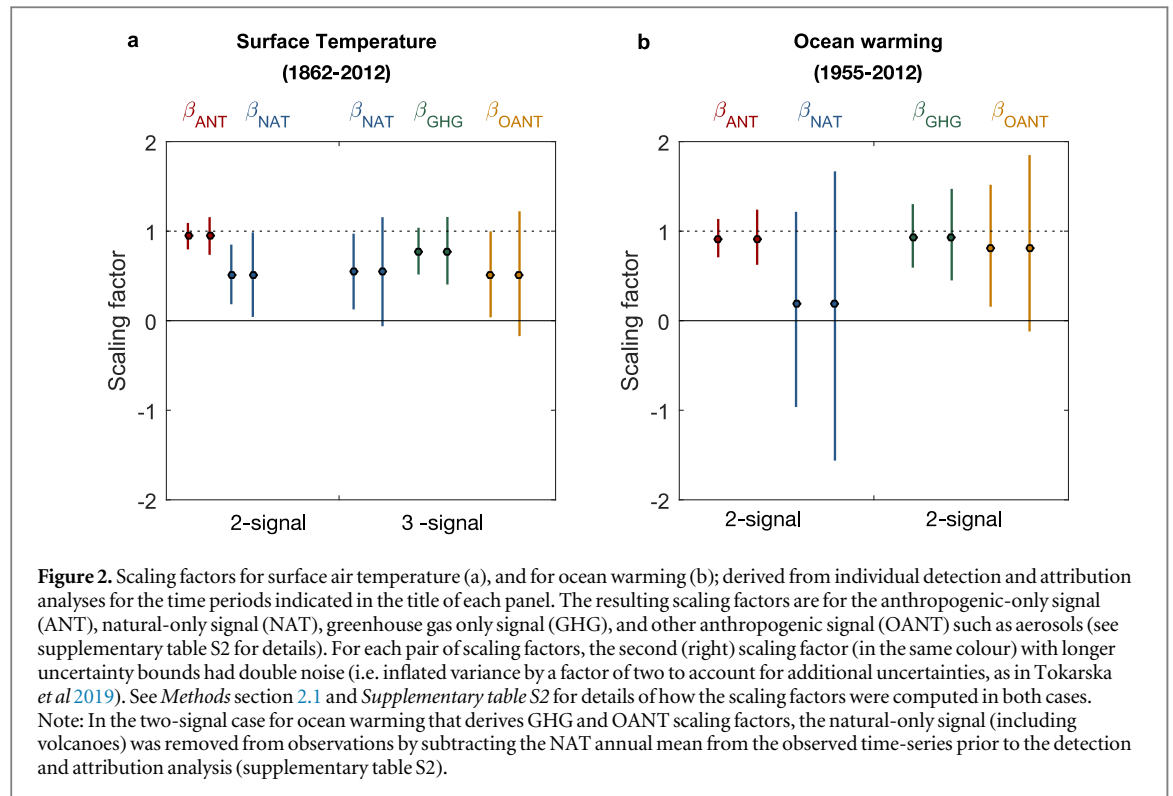 a
Surface Temperature
(1862-2012)
b
Ocean warming
(1955-2012)
βANT βNAT βNAT βGHG βOANT
βANT βNAT βGHG βOANT
Scaling factor
2
1
0
-1
-2
2-signal
3 -signal
Scaling factor
2
1
0
-1
-2
2-signal
2-signal
Figure 2. Scaling factors for surface air temperature (a), and for ocean warming (b); derived from individual detection and attribution
analyses for the time periods indicated in the title of each panel. The resulting scaling factors are for the anthropogenic-only signal
(ANT), natural-only signal (NAT), greenhouse gas only signal (GHG), and other anthropogenic signal (OANT) such as aerosols (see
supplementary table S2 for details). For each pair of scaling factors, the second (right) scaling factor (in the same colour) with longer
uncertainty bounds had double noise (i.e. inflated variance by a factor of two to account for additional uncertainties, as in Tokarska
et al 2019). See Methods section 2.1 and Supplementary table S2 for details of how the scaling factors were computed in both cases.
Note: In the two-signal case for ocean warming that derives GHG and OANT scaling factors, the natural-only signal (including
volcanoes) was removed from observations by subtracting the NAT annual mean from the observed time-series prior to the detection
and attribution analysis (supplementary table S2).